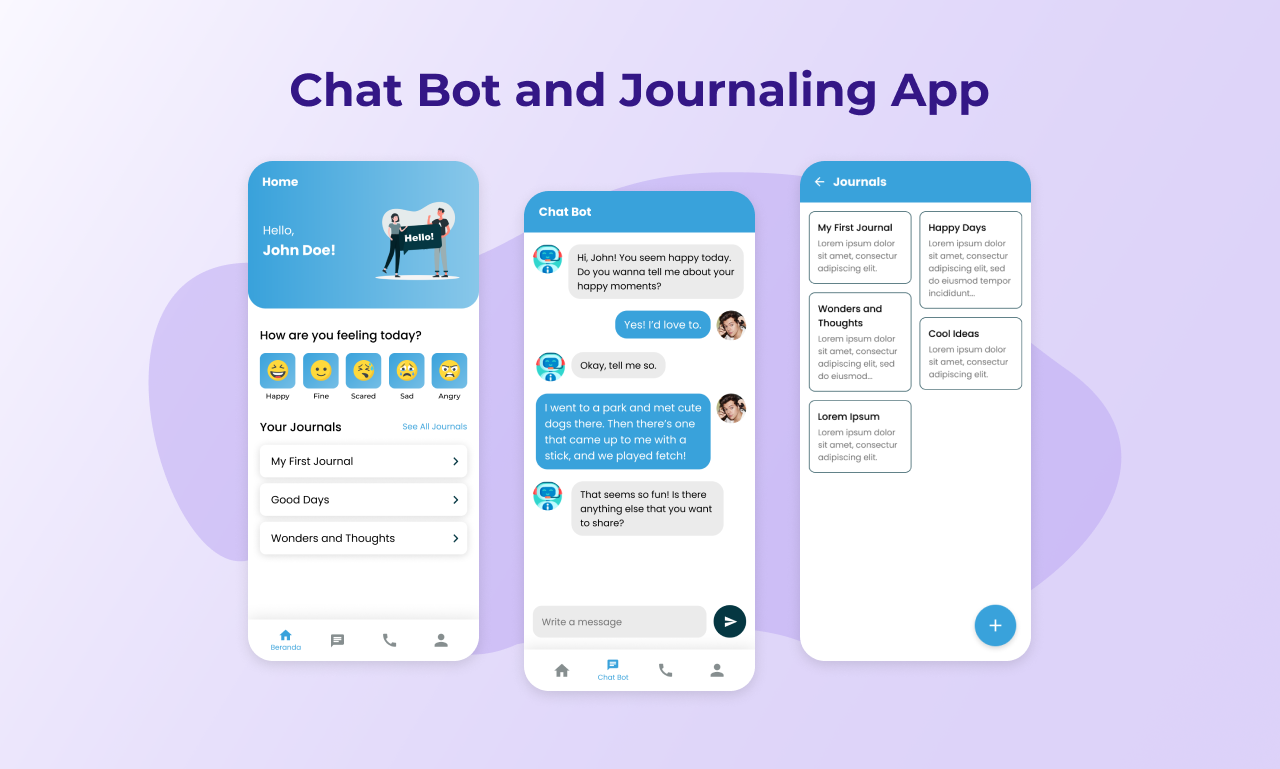 Chat Bot and Journaling App
Home
Hello,
John Doe!
Hello!
How are you feeling today?
Happy
Fine
Scared
Sad
Angry
Your Journals
See All Journals
My First Journal
Good Days
Wonders and Thoughts
Beranda
Chat Bot
Hi, John! You seem happy today.
Do you wanna tell me about your
happy moments?
Yes! I'd love to.
Okay, tell me so.
I went to a park and met cute
dogs there. Then there's one
that came up to me with a
stick, and we played fetch!
That seems so fun! Is there
anything else that you want
to share?
Write a message
Chat Bot
Journals
My First Journal
Lorem ipsum dolor
sit amet, consectur
adipiscing elit.
Wonders and
Thoughts
Lorem ipsum dolor
sit amet, consectur
adipiscing elit, sed
do eiusmod...
Lorem Ipsum
Lorem ipsum dolor
sit amet, consectur
adipiscing elit.
Happy Days
Lorem ipsum dolor
sit amet, consectur
adipiscing elit, sed
do eiusmod tempor
incididunt...
Cool Ideas
Lorem ipsum dolor
sit amet, consectur
adipiscing elit.